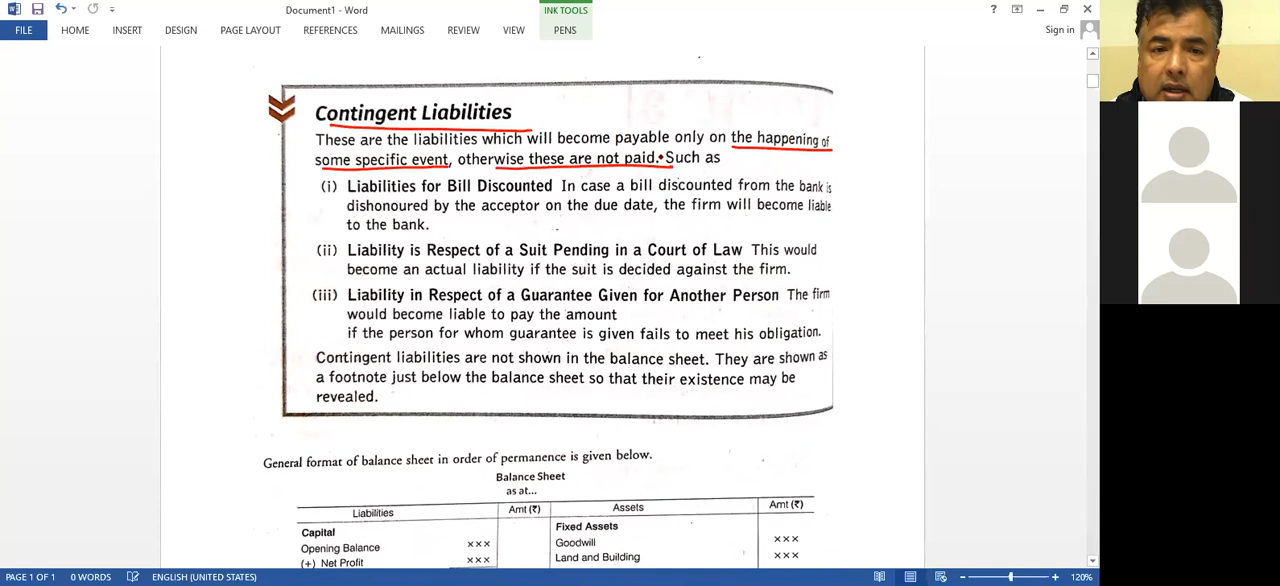 Document1 - Word
INK TOOLS
FILE HOME INSERT DESIGN PAGE LAYOUT REFERENCES MAILINGS REVIEW VIEW PENS
Sign in
Contingent Liabilities
These are the liabilities which will become payable only on the happening of
some specific event, otherwise these are not paid. Such as
(i) Liabilities for Bill Discounted In case a bill discounted from the bank is
dishonoured by the acceptor on the due date, the firm will become liable
to the bank.
(ii) Liability is Respect of a Suit Pending in a Court of Law This would
become an actual liability if the suit is decided against the firm.
(iii) Liability in Respect of a Guarantee Given for Another Person The firm
would become liable to pay the amount
if the person for whom guarantee is given fails to meet his obligation.
Contingent liabilities are not shown in the balance sheet. They are shown as
a footnote just below the balance sheet so that their existence may be
revealed.
General format of balance sheet in order of permanence is given below.
Balance Sheet
as at...
Liabilities Amt (₹) Assets Amt (₹)
Capital Fixed Assets
Opening Balance ××× Goodwill ×××
(+) Net Profit ××× Land and Building ×××
PAGE 1 OF 1 0 WORDS ENGLISH (UNITED STATES) 120%